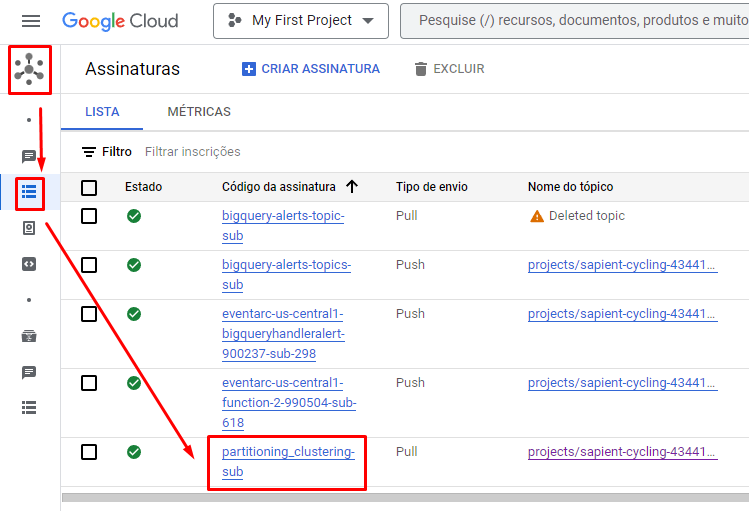 Google Cloud My First Project Pesquise (/) recursos, documentos, produtos e muito
Assinaturas CRIAR ASSINATURA EXCLUIR
LISTA MÉTRICAS
Filtro Filtrar inscrições
Estado Código da assinatura Tipo de envio Nome do tópico
bigquery-alerts-topic- Pull Deleted topic
sub
bigquery-alerts-topics- Push projects/sapient-cycling-43441...
sub
eventarc-us-central1- Push projects/sapient-cycling-43441...
bigqueryhandleralert-
900237-sub-298
eventarc-us-central1- Push projects/sapient-cycling-43441...
function-2-990504-sub-
618
partitioning_clustering- Pull projects/sapient-cycling-43441...
sub